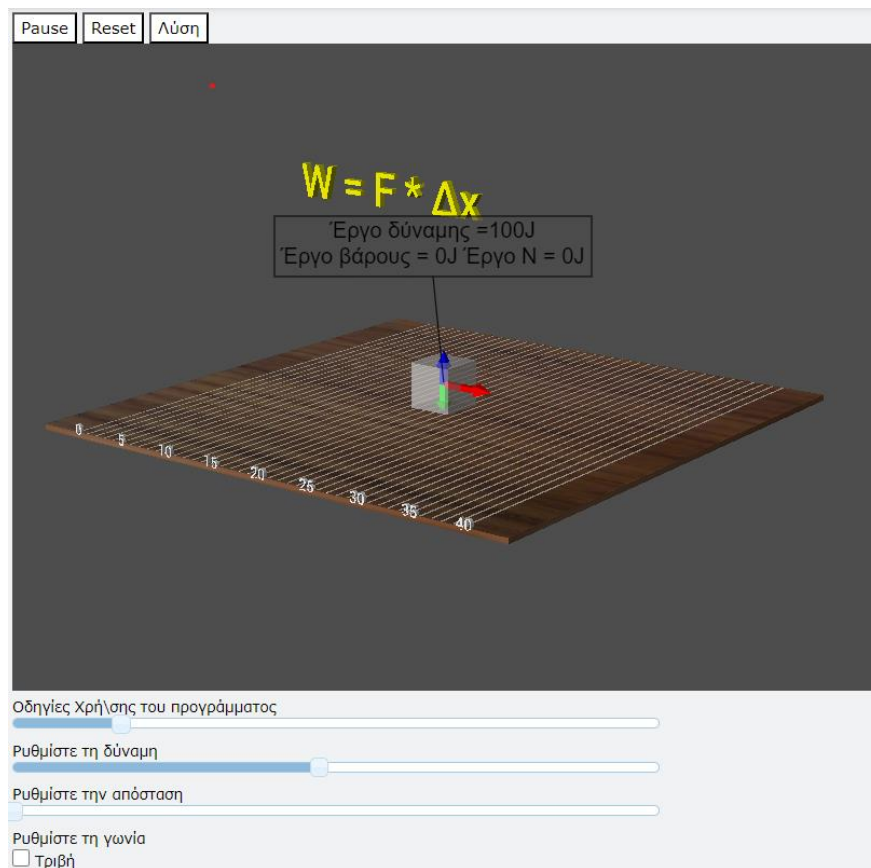 Pause Reset Λύση
W = F * Δx
Έργο δύναμης =100J
Έργο βάρους = 0J Έργο N = 0J
0 5 10 15 20 25 30 35 40
Οδηγίες Χρή\σης του προγράμματος
Ρυθμίστε τη δύναμη
Ρυθμίστε την απόσταση
Ρυθμίστε τη γωνία
Τριβή